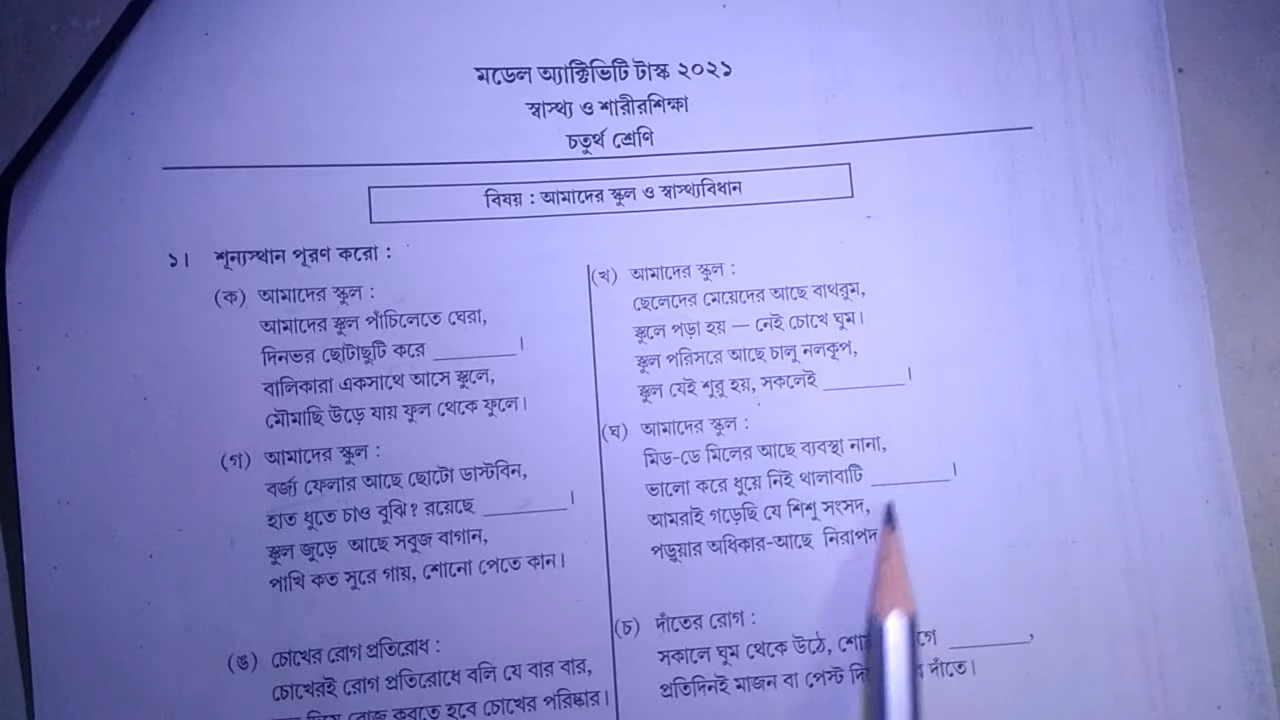 মডেল অ্যাক্টিভিটি টাস্ক ২০২১
স্বাস্থ্য ও শারীরশিক্ষা
চতুর্থ শ্রেণি
বিষয় : আমাদের স্কুল ও স্বাস্থ্যবিধান
১। শূন্যস্থান পূরণ করো :
(ক) আমাদের স্কুল :
আমাদের স্কুল পাঁচিলেতে ঘেরা,
দিনভর ছোটাছুটি করে ________।
বালিকারা একসাথে আসে স্কুলে,
মৌমাছি উড়ে যায় ফুল থেকে ফুলে।
(গ) আমাদের স্কুল :
বর্জ্য ফেলার আছে ছোটো ডাস্টবিন,
হাত ধুতে চাও বুঝি? রয়েছে ________।
স্কুল জুড়ে আছে সবুজ বাগান,
পাখি কত সুরে গায়, শোনো পেতে কান।
(ঙ) চোখের রোগ প্রতিরোধ :
চোখেরই রোগ প্রতিরোধে বলি যে বার বার,
রোজ করতে হবে চোখের পরিষ্কার।
(খ) আমাদের স্কুল :
ছেলেদের মেয়েদের আছে বাথরুম,
স্কুলে পড়া হয় — নেই চোখে ঘুম।
স্কুল পরিসরে আছে চালু নলকূপ,
স্কুল যেই শুরু হয়, সকলেই ________।
(ঘ) আমাদের স্কুল :
মিড-ডে মিলের আছে ব্যবস্থা নানা,
ভালো করে ধুয়ে নিই থালাবাটি ________।
আমরাই গড়েছি যে শিশু সংসদ,
পড়ুয়ার অধিকার-আছে নিরাপদ
(চ) দাঁতের রোগ :
সকালে ঘুম থেকে উঠে, ________,
প্রতিদিনই মাজন বা পেস্ট দাঁতে।